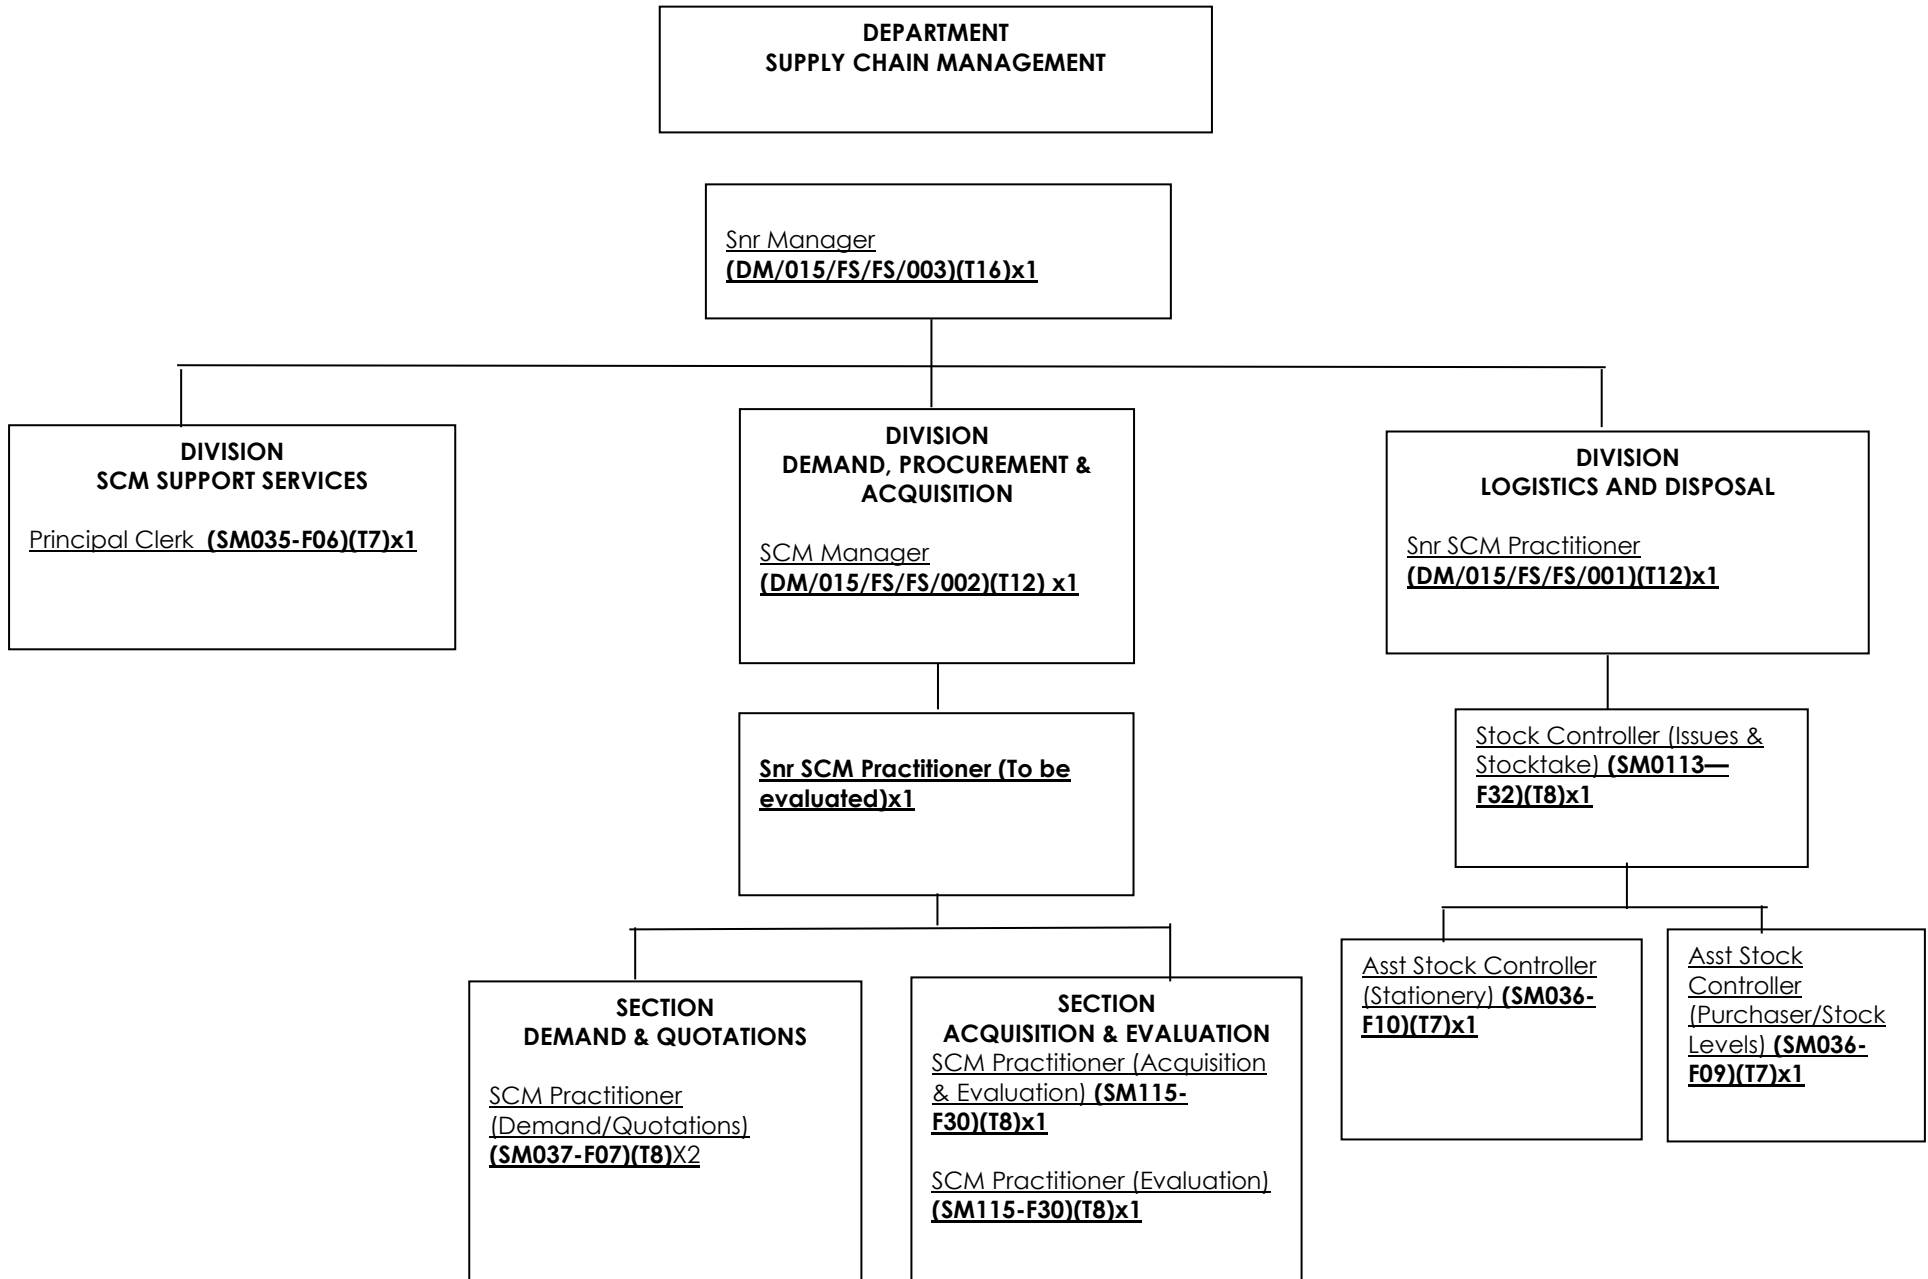 DEPARTMENT
SUPPLY CHAIN MANAGEMENT
Snr Manager
(DM/015/FS/FS/003)(T16)x1
DIVISION
SCM SUPPORT SERVICES
Principal Clerk (SM035-F06)(T7)x1
DIVISION
DEMAND, PROCUREMENT &
ACQUISITION
SCM Manager
(DM/015/FS/FS/002)(T12) x1
DIVISION
LOGISTICS AND DISPOSAL
Snr SCM Practitioner
(DM/015/FS/FS/001)(T12)x1
Snr SCM Practitioner (To be
evaluated)x1
Stock Controller (Issues &
Stocktake) (SM0113—
F32)(T8)x1
SECTION
DEMAND & QUOTATIONS
SCM Practitioner
(Demand/Quotations)
(SM037-F07)(T8)X2
SECTION
ACQUISITION & EVALUATION
SCM Practitioner (Acquisition
& Evaluation) (SM115-
F30)(T8)x1
SCM Practitioner (Evaluation)
(SM115-F30)(T8)x1
Asst Stock Controller
(Stationery) (SM036-
F10)(T7)x1
Asst Stock
Controller
(Purchaser/Stock
Levels) (SM036-
F09)(T7)x1